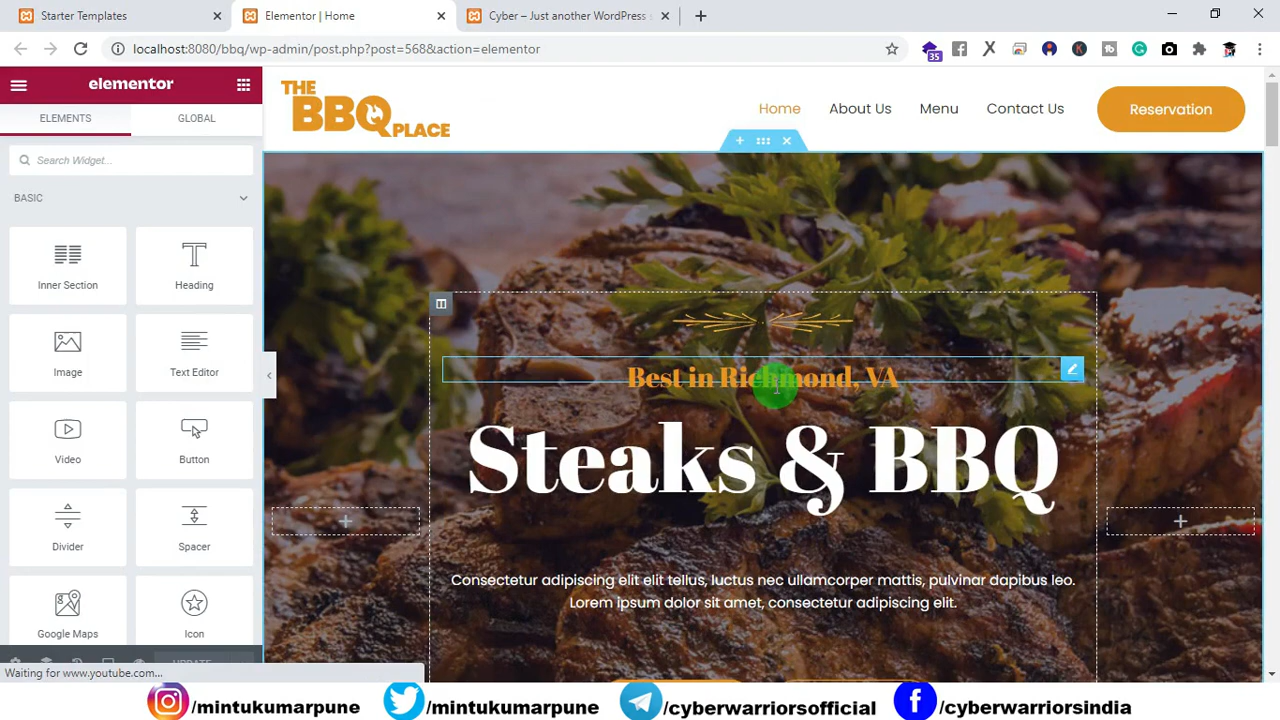 Starter Templates
Elementor | Home
Cyber – Just another WordPress
localhost:8080/bbq/wp-admin/post.php?post=568&action=elementor
35
elementor
ELEMENTS
GLOBAL
Search Widget...
BASIC
Inner Section
Heading
Image
Text Editor
Video
Button
Divider
Spacer
Google Maps
Icon
UPDATE
Waiting for www.youtube.com...
THE
BBQ
PLACE
Home
About Us
Menu
Contact Us
Reservation
Best in Richmond, VA
Steaks & BBQ
Consectetur adipiscing elit elit tellus, luctus nec ullamcorper mattis, pulvinar dapibus leo.
Lorem ipsum dolor sit amet, consectetur adipiscing elit.
/mintukumarpune
/mintukumarpune
/cyberwarriorsofficial
/cyberwarriorsindia